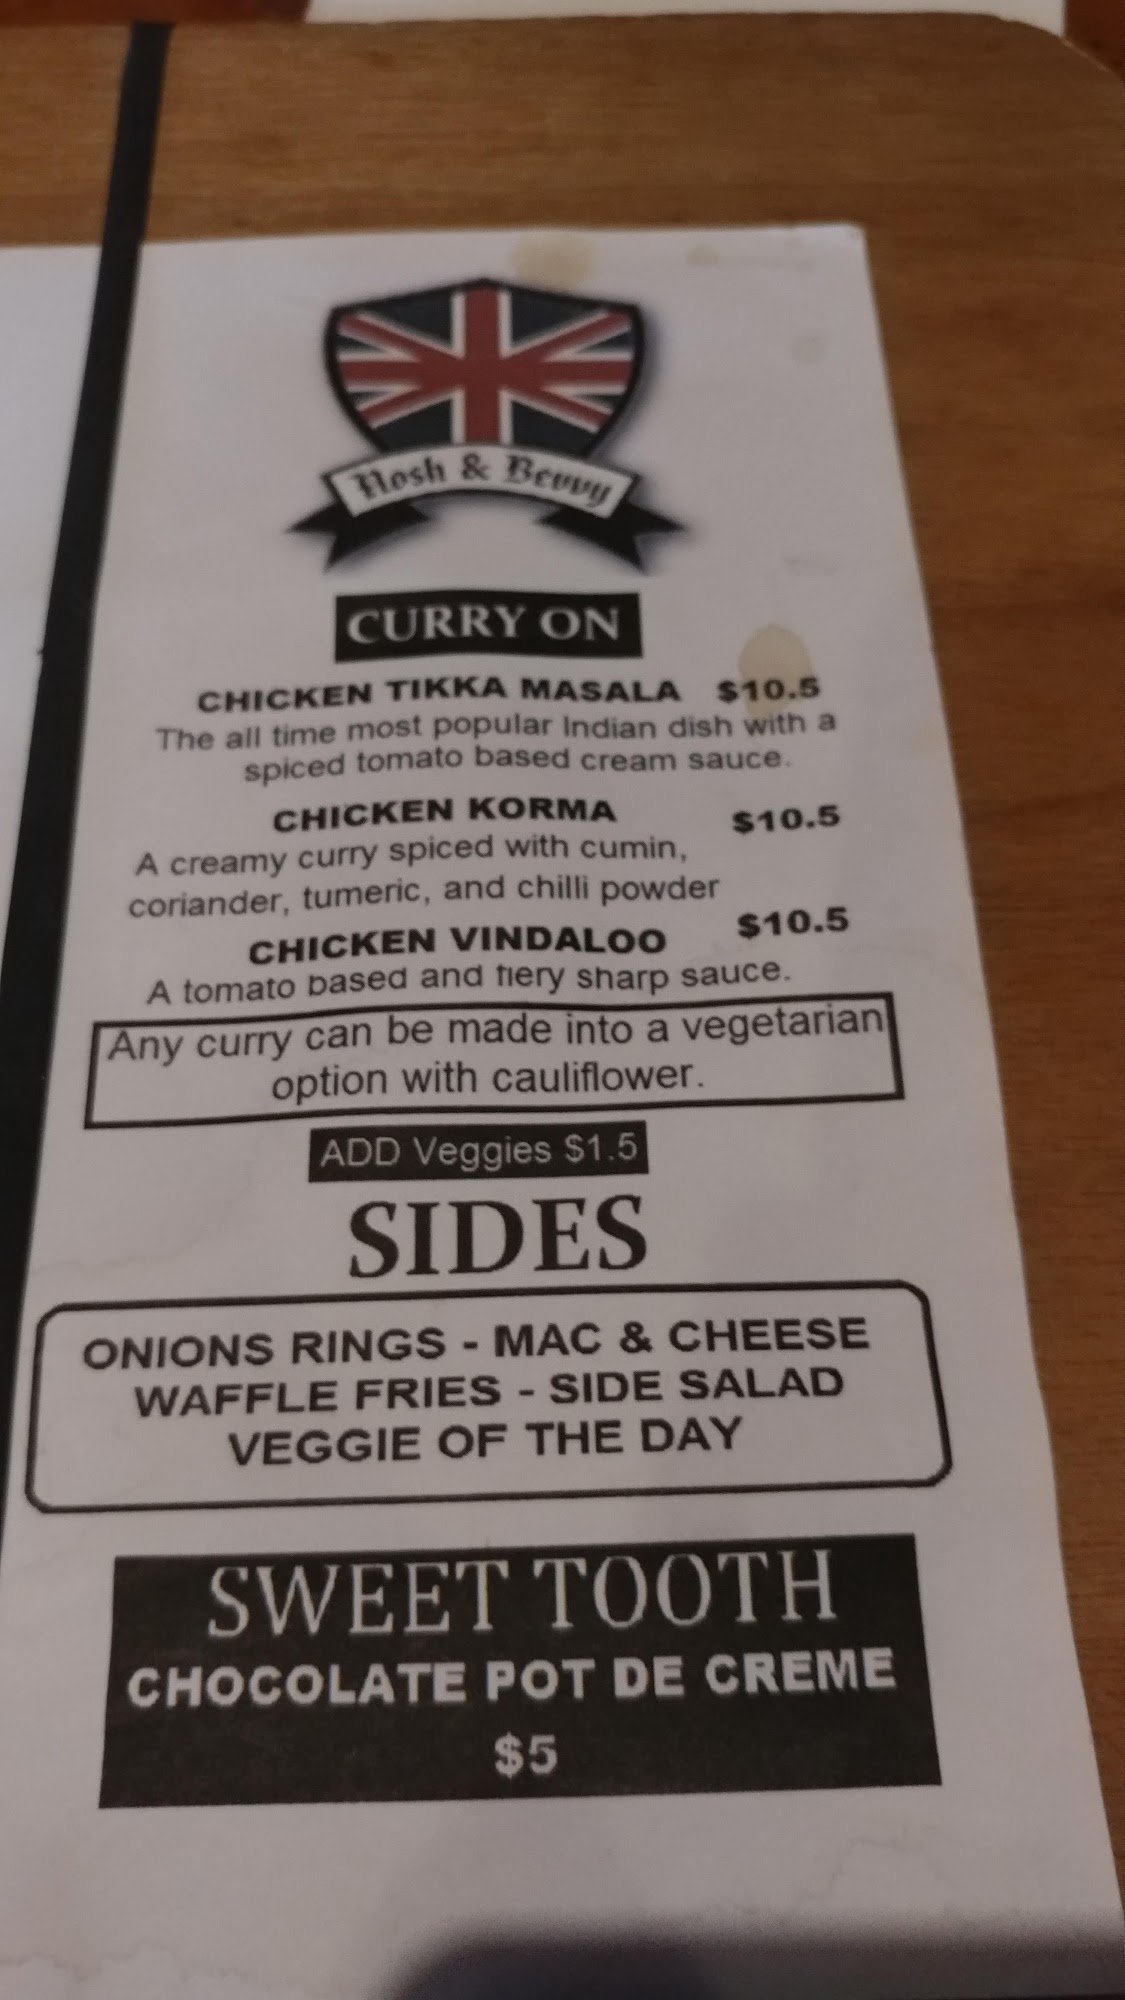 Nosh & Bevvy
CURRY ON
CHICKEN TIKKA MASALA $10.5
The all time most popular Indian dish with a
spiced tomato based cream sauce.
CHICKEN KORMA $10.5
A creamy curry spiced with cumin,
coriander, tumeric, and chilli powder
CHICKEN VINDALOO $10.5
A tomato based and fiery sharp sauce.
Any curry can be made into a vegetarian
option with cauliflower.
ADD Veggies $1.5
SIDES
ONIONS RINGS - MAC & CHEESE
WAFFLE FRIES - SIDE SALAD
VEGGIE OF THE DAY
SWEET TOOTH
CHOCOLATE POT DE CREME
$5